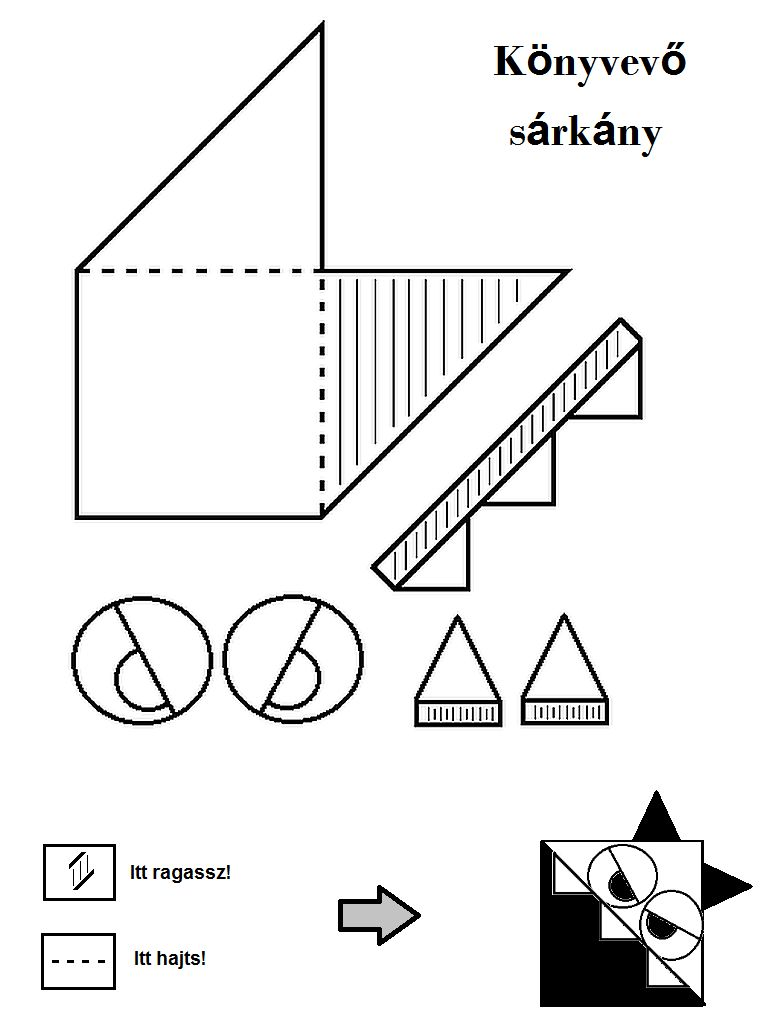 Könyvevő
sárkány
Itt ragassz!
Itt hajts!